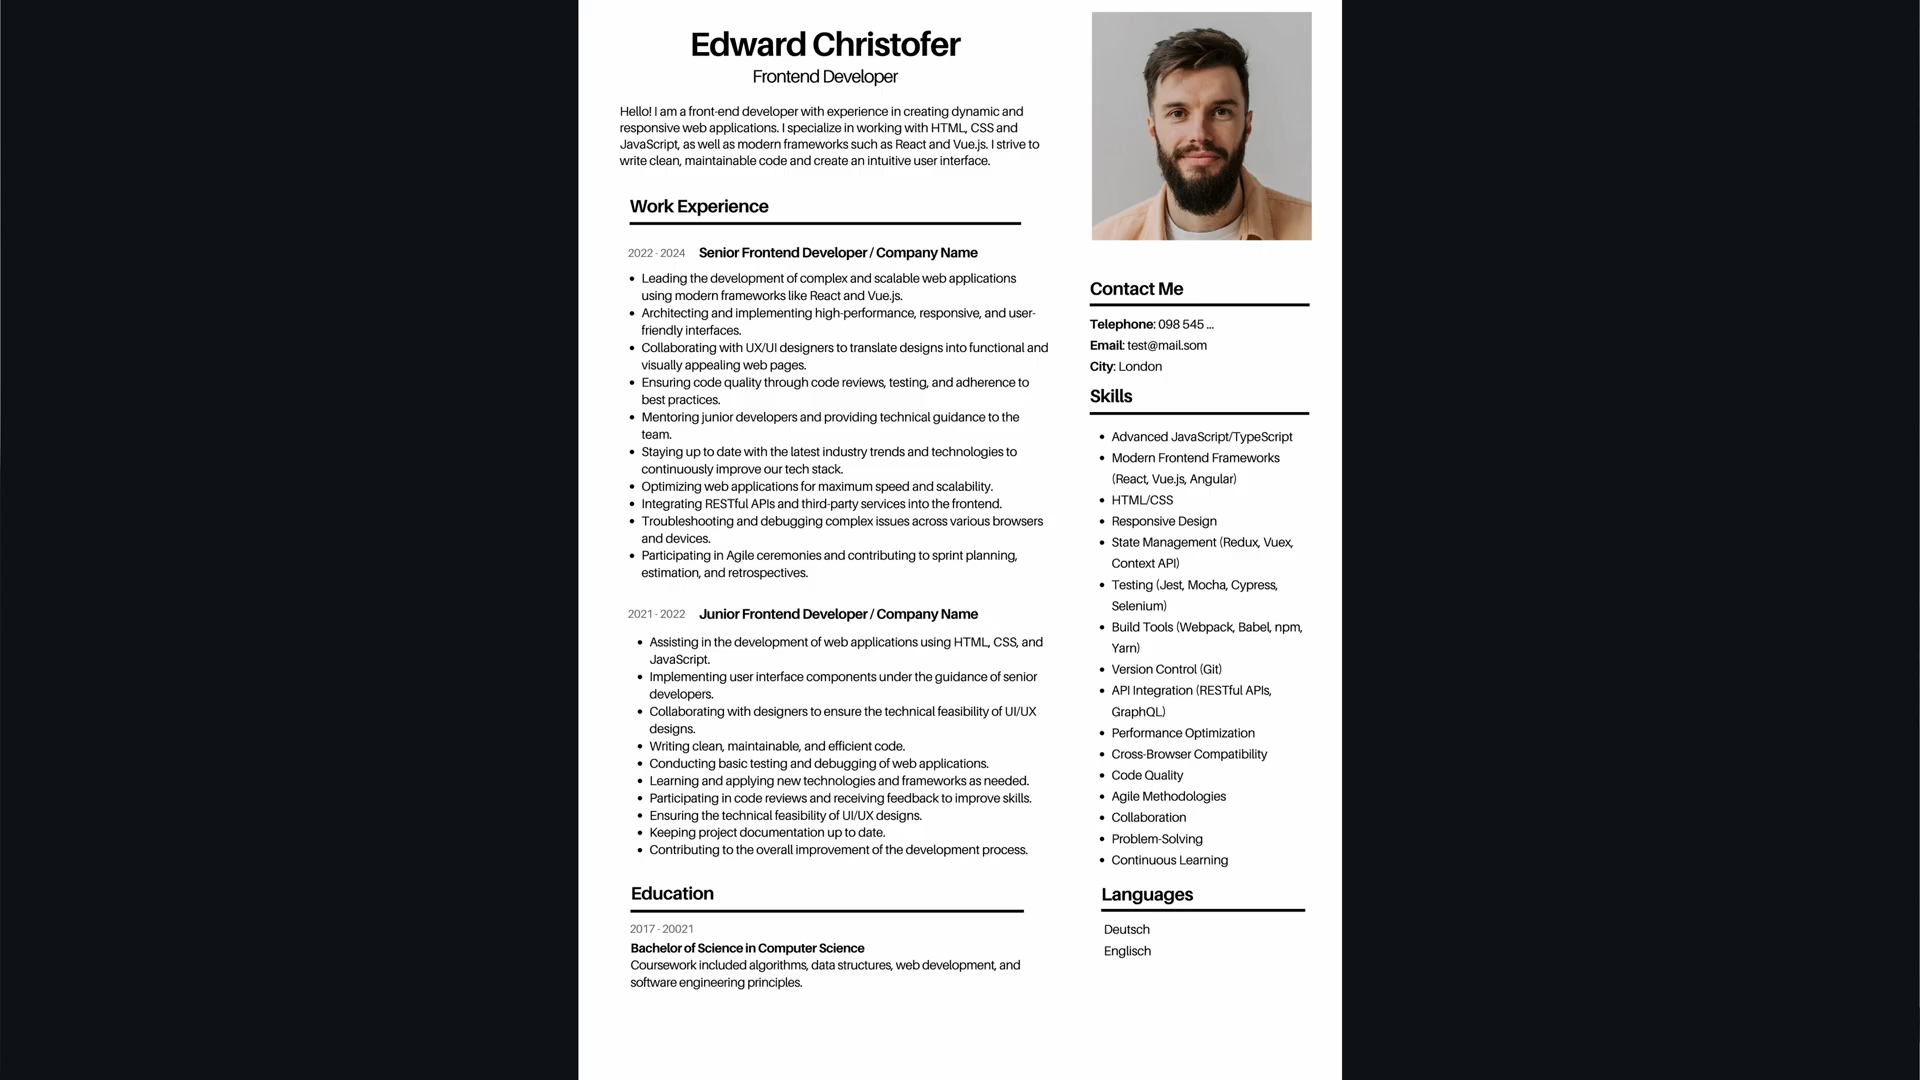 Edward Christofer
Frontend Developer
Hello! I am a front-end developer with experience in creating dynamic and
responsive web applications. I specialize in working with HTML, CSS and
JavaScript, as well as modern frameworks such as React and Vue.js. I strive to
write clean, maintainable code and create an intuitive user interface.
Work Experience
2022 - 2024 Senior Frontend Developer / Company Name
• Leading the development of complex and scalable web applications
using modern frameworks like React and Vue.js.
• Architecting and implementing high-performance, responsive, and user-
friendly interfaces.
• Collaborating with UX/UI designers to translate designs into functional and
visually appealing web pages.
• Ensuring code quality through code reviews, testing, and adherence to
best practices.
• Mentoring junior developers and providing technical guidance to the
team.
• Staying up to date with the latest industry trends and technologies to
continuously improve our tech stack.
• Optimizing web applications for maximum speed and scalability.
• Integrating RESTful APIs and third-party services into the frontend.
• Troubleshooting and debugging complex issues across various browsers
and devices.
• Participating in Agile ceremonies and contributing to sprint planning,
estimation, and retrospectives.
2021 - 2022 Junior Frontend Developer / Company Name
• Assisting in the development of web applications using HTML, CSS, and
JavaScript.
• Implementing user interface components under the guidance of senior
developers.
• Collaborating with designers to ensure the technical feasibility of UI/UX
designs.
• Writing clean, maintainable, and efficient code.
• Conducting basic testing and debugging of web applications.
• Learning and applying new technologies and frameworks as needed.
• Participating in code reviews and receiving feedback to improve skills.
• Ensuring the technical feasibility of UI/UX designs.
• Keeping project documentation up to date.
• Contributing to the overall improvement of the development process.
Education
2017 - 20021
Bachelor of Science in Computer Science
Coursework included algorithms, data structures, web development, and
software engineering principles.
Contact Me
Telephone: 098 545 ...
Email: test@mail.som
City: London
Skills
• Advanced JavaScript/TypeScript
• Modern Frontend Frameworks
(React, Vue.js, Angular)
• HTML/CSS
• Responsive Design
• State Management (Redux, Vuex,
Context API)
• Testing (Jest, Mocha, Cypress,
Selenium)
• Build Tools (Webpack, Babel, npm,
Yarn)
• Version Control (Git)
• API Integration (RESTful APIs,
GraphQL)
• Performance Optimization
• Cross-Browser Compatibility
• Code Quality
• Agile Methodologies
• Collaboration
• Problem-Solving
• Continuous Learning
Languages
Deutsch
Englisch